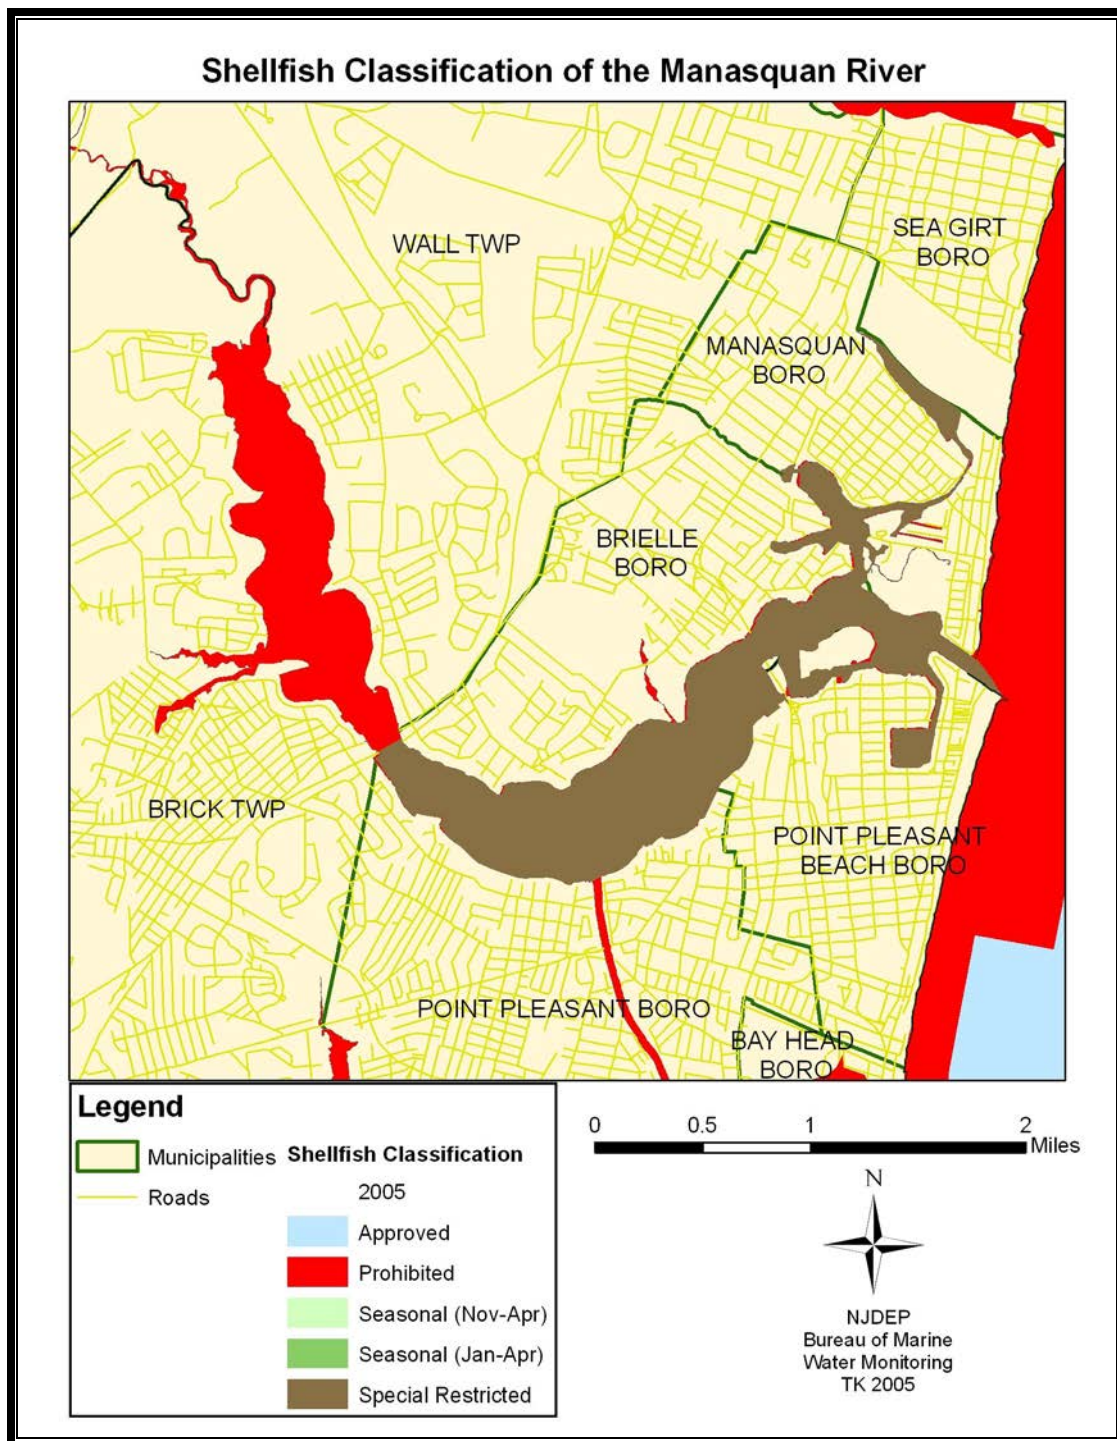 Shellfish Classification of the Manasquan River
WALL TWP
SEA GIRT
BORO
MANASQUAN
BORO
BRIELLE
BORO
BRICK TWP
POINT PLEASANT
BEACH BORO
POINT PLEASANT BORO
BAY HEAD
BORO
Legend
Municipalities
Roads
Shellfish Classification
2005
Approved
Prohibited
Seasonal (Nov-Apr)
Seasonal (Jan-Apr)
Special Restricted
0 0.5 1 2
Miles
N
NJDEP
Bureau of Marine
Water Monitoring
TK 2005